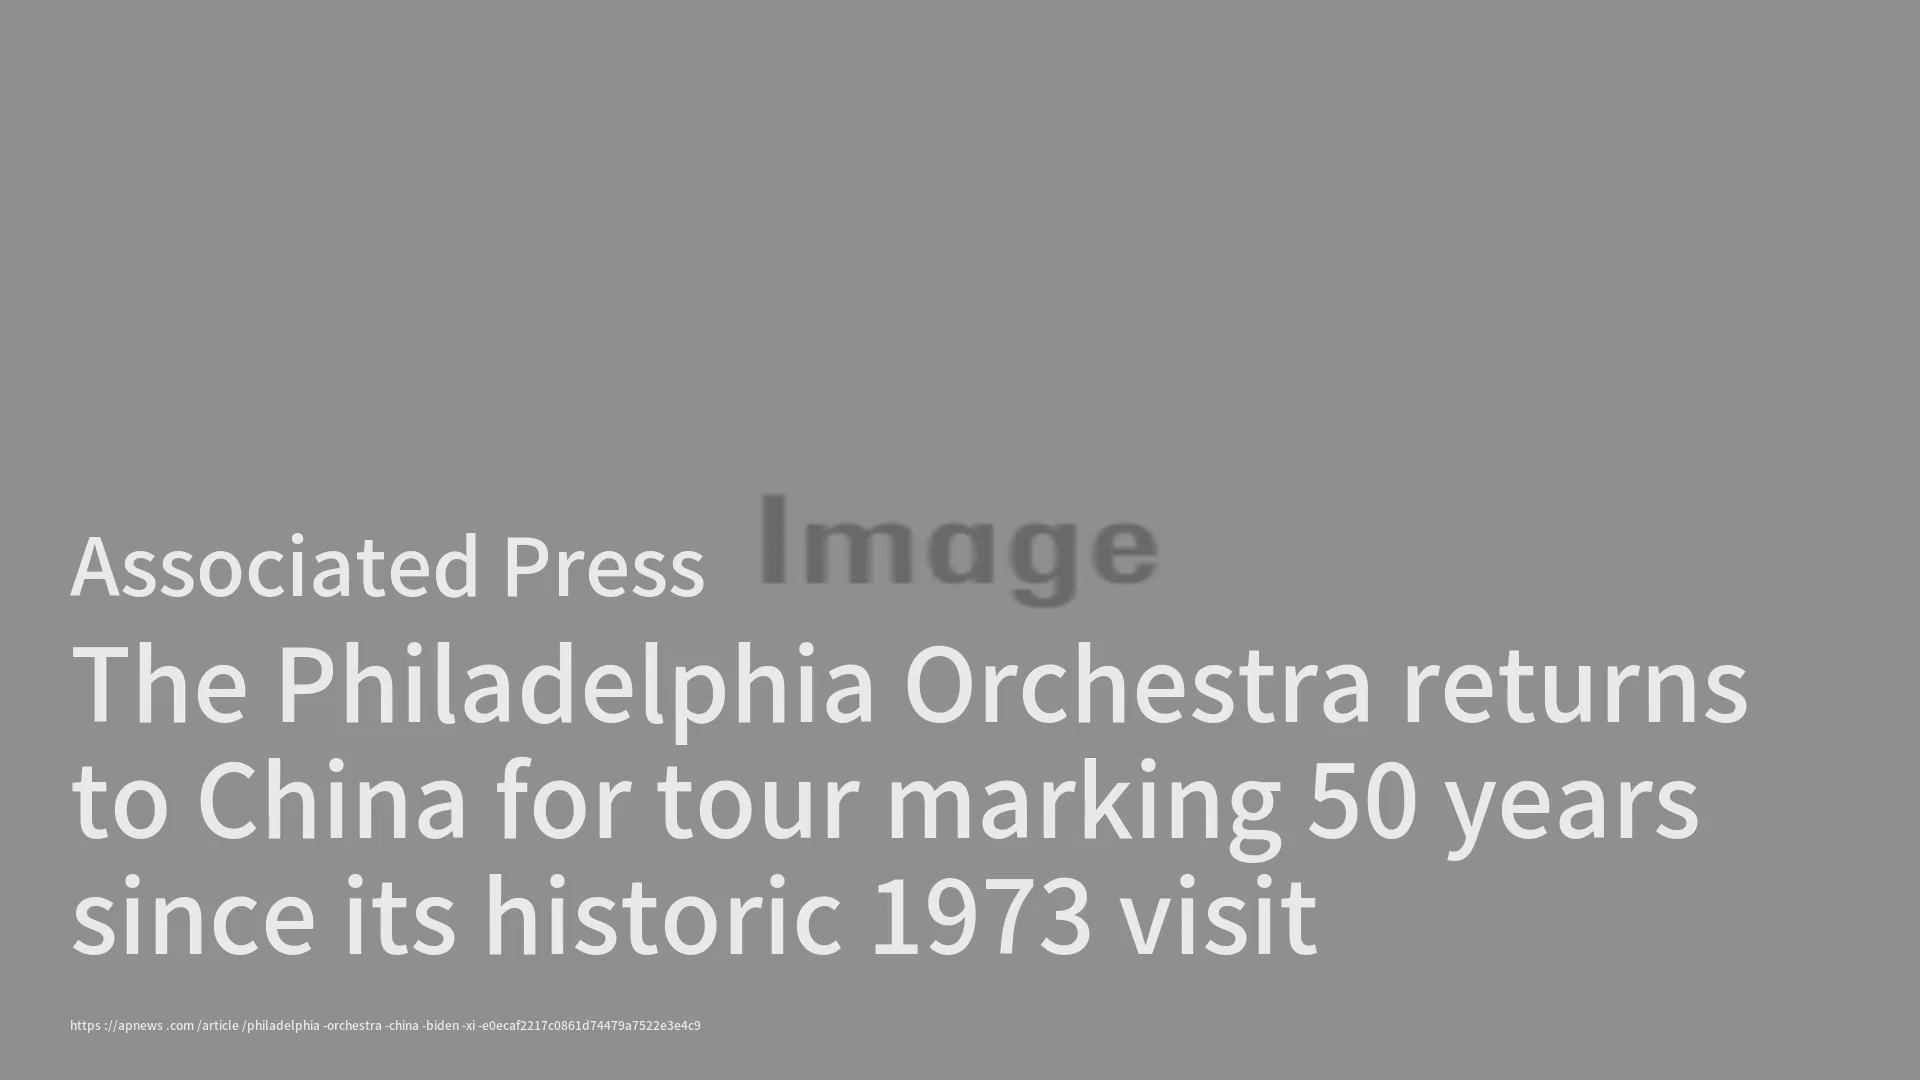 Image
Associated Press
The Philadelphia Orchestra returns
to China for tour marking 50 years
since its historic 1973 visit
https ://apnews .com /article /philadelphia -orchestra -china -biden -xi -e0ecaf2217c0861d74479a7522e3e4c9